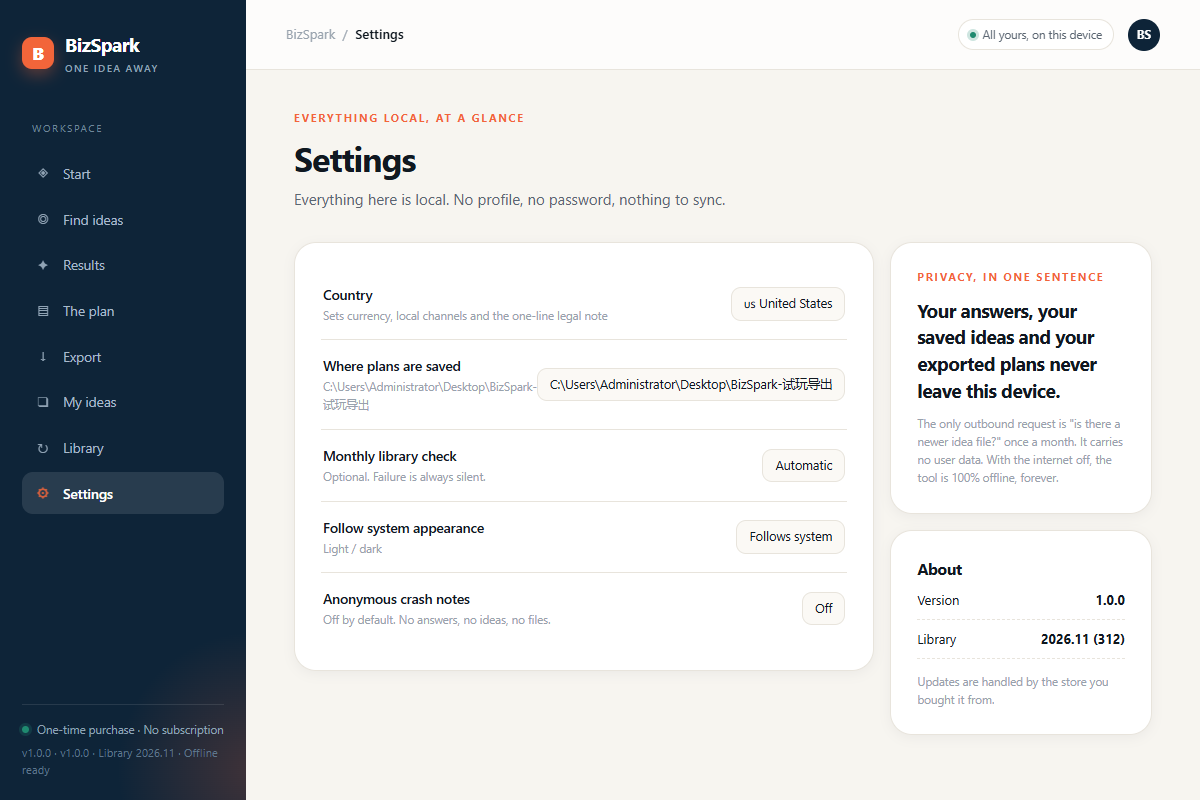 B
BizSpark
ONE IDEA AWAY
WORKSPACE
Start
Find ideas
Results
The plan
Export
My ideas
Library
Settings
One-time purchase · No subscription
v1.0.0 · v1.0.0 · Library 2026.11 · Offline
ready
BizSpark / Settings
All yours, on this device
BS
EVERYTHING LOCAL, AT A GLANCE
Settings
Everything here is local. No profile, no password, nothing to sync.
Country
Sets currency, local channels and the one-line legal note
us United States
Where plans are saved
C:\Users\Administrator\Desktop\BizSpark-
试玩导出
C:\Users\Administrator\Desktop\BizSpark-试玩导出
Monthly library check
Optional. Failure is always silent.
Automatic
Follow system appearance
Light / dark
Follows system
Anonymous crash notes
Off by default. No answers, no ideas, no files.
Off
PRIVACY, IN ONE SENTENCE
Your answers, your
saved ideas and your
exported plans never
leave this device.
The only outbound request is "is there a
newer idea file?" once a month. It carries
no user data. With the internet off, the
tool is 100% offline, forever.
About
Version 1.0.0
Library 2026.11 (312)
Updates are handled by the store you
bought it from.